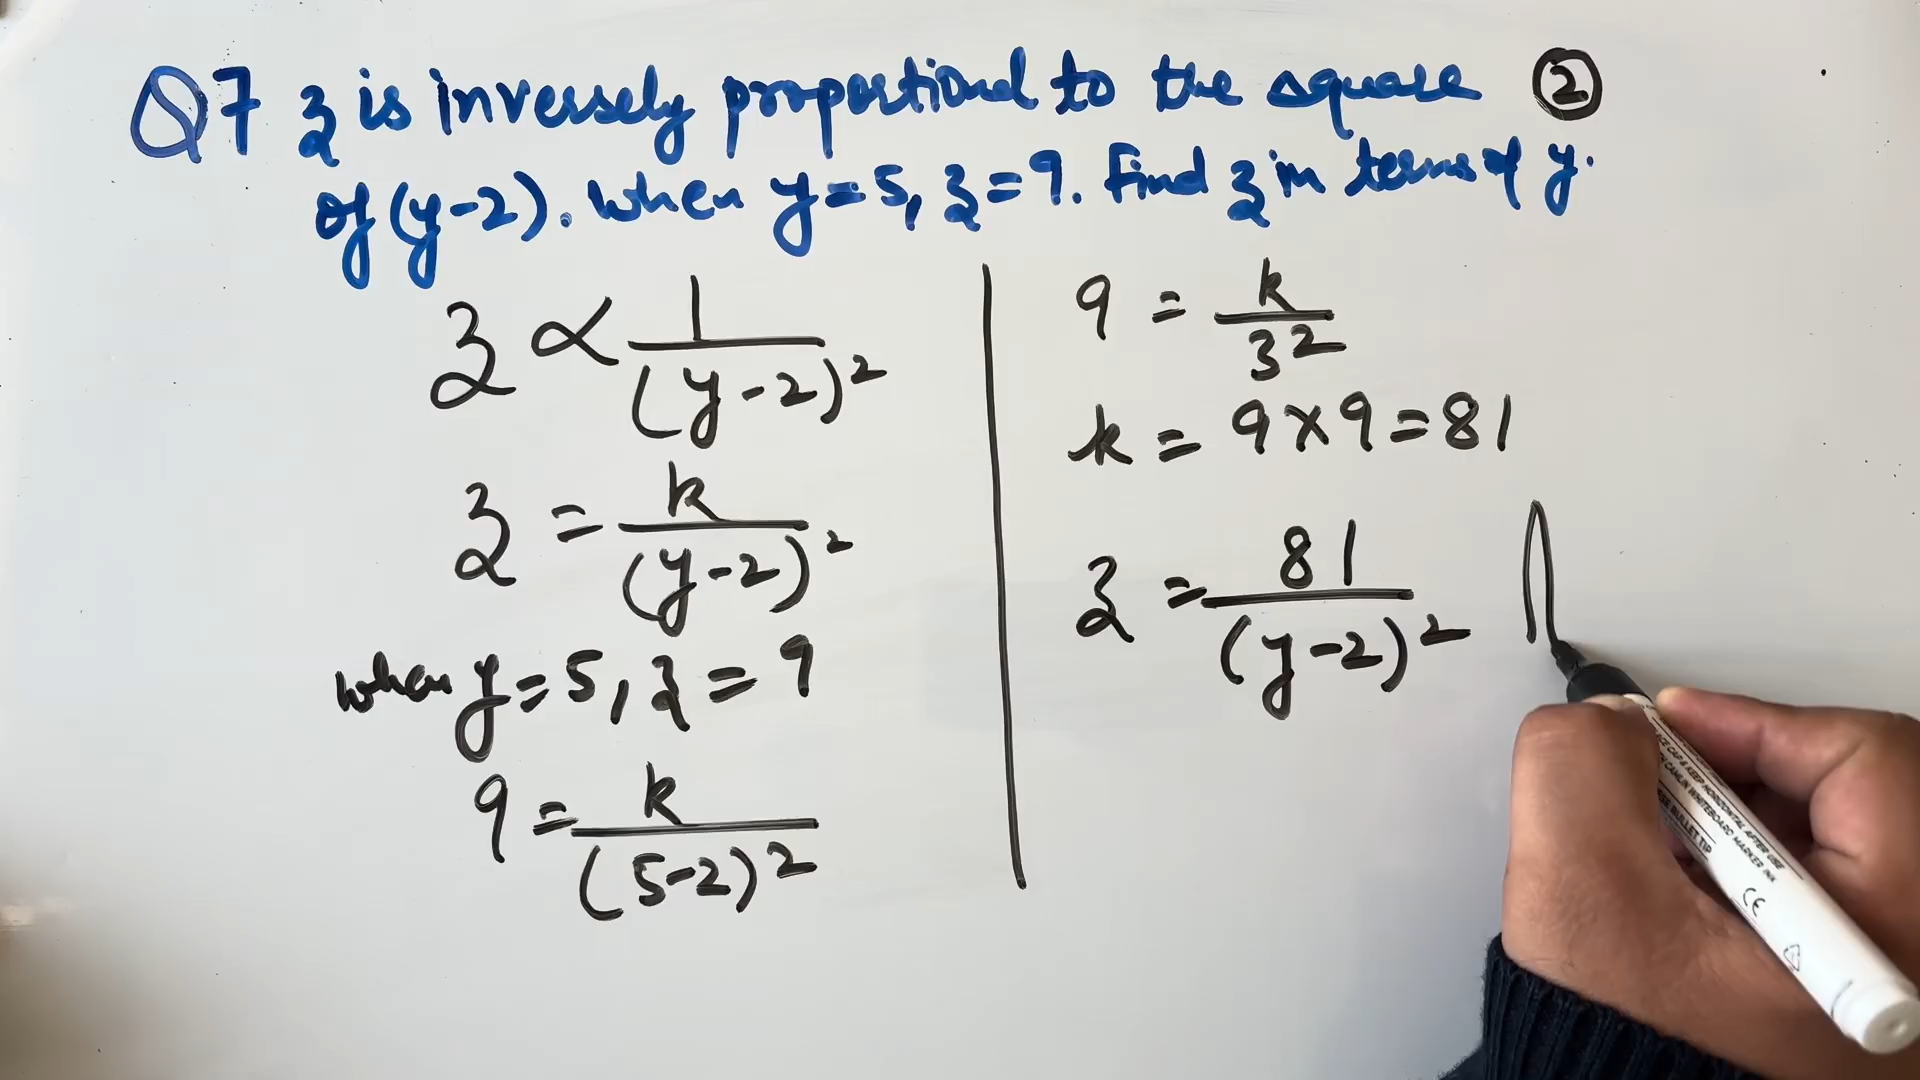 Q7 z is inversely proportional to the square ②
of (y-2). When y=5, z=9. Find z in terms of y.
z ∝ 1/(y-2)²
z = k/(y-2)²
when y=5, z=9
9 = k/(5-2)²
9 = k/3²
k = 9×9=81
z = 81/(y-2)²
CE